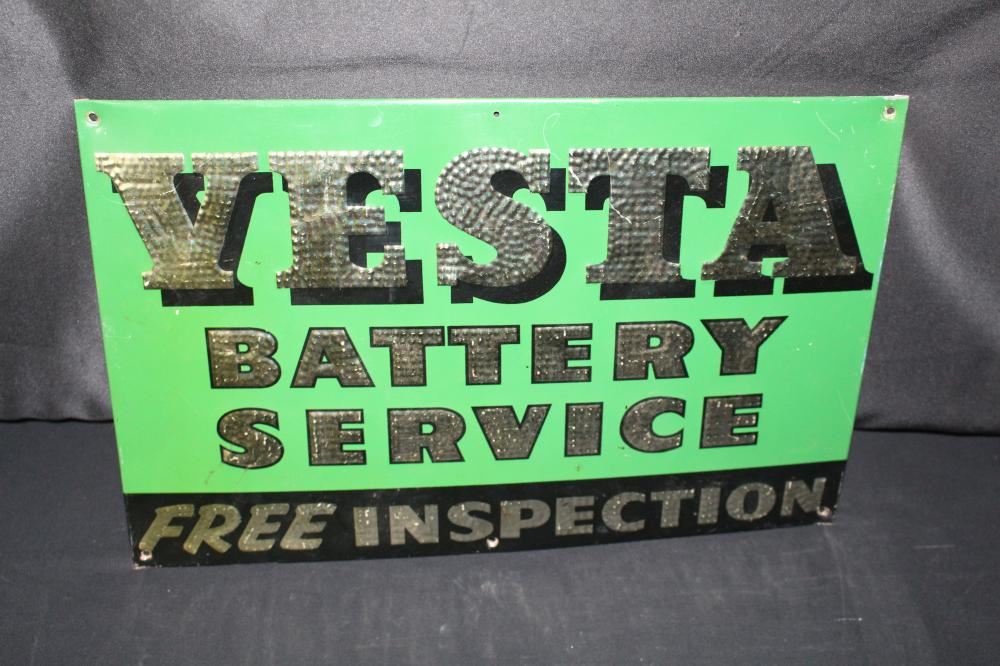 VESTA
BATTERY
SERVICE
FREE INSPECTION